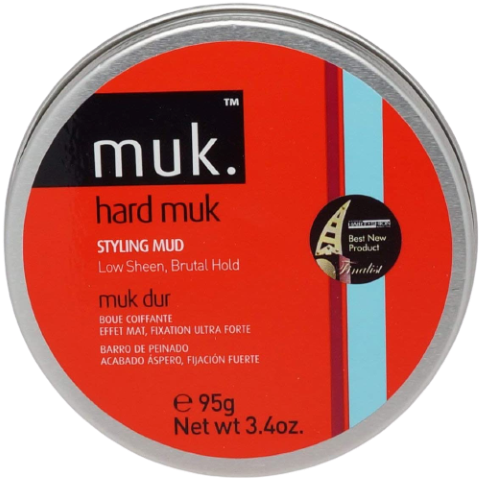 muk.™
hard muk
STYLING MUD
Low Sheen, Brutal Hold
Best New
Product
Finalist
muk dur
BOUE COIFFANTE
EFFET MAT, FIXATION ULTRA FORTE
BARRO DE PEINADO
ACABADO ÁSPERO, FIJACIÓN FUERTE
e 95g
Net wt 3.4oz.